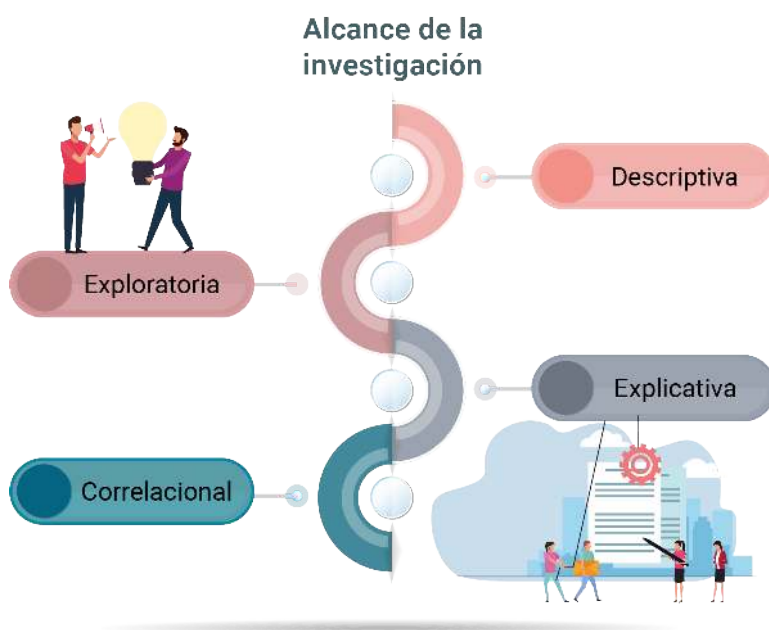 Alcance de la
investigación
Descriptiva
Exploratoria
Explicativa
Correlacional